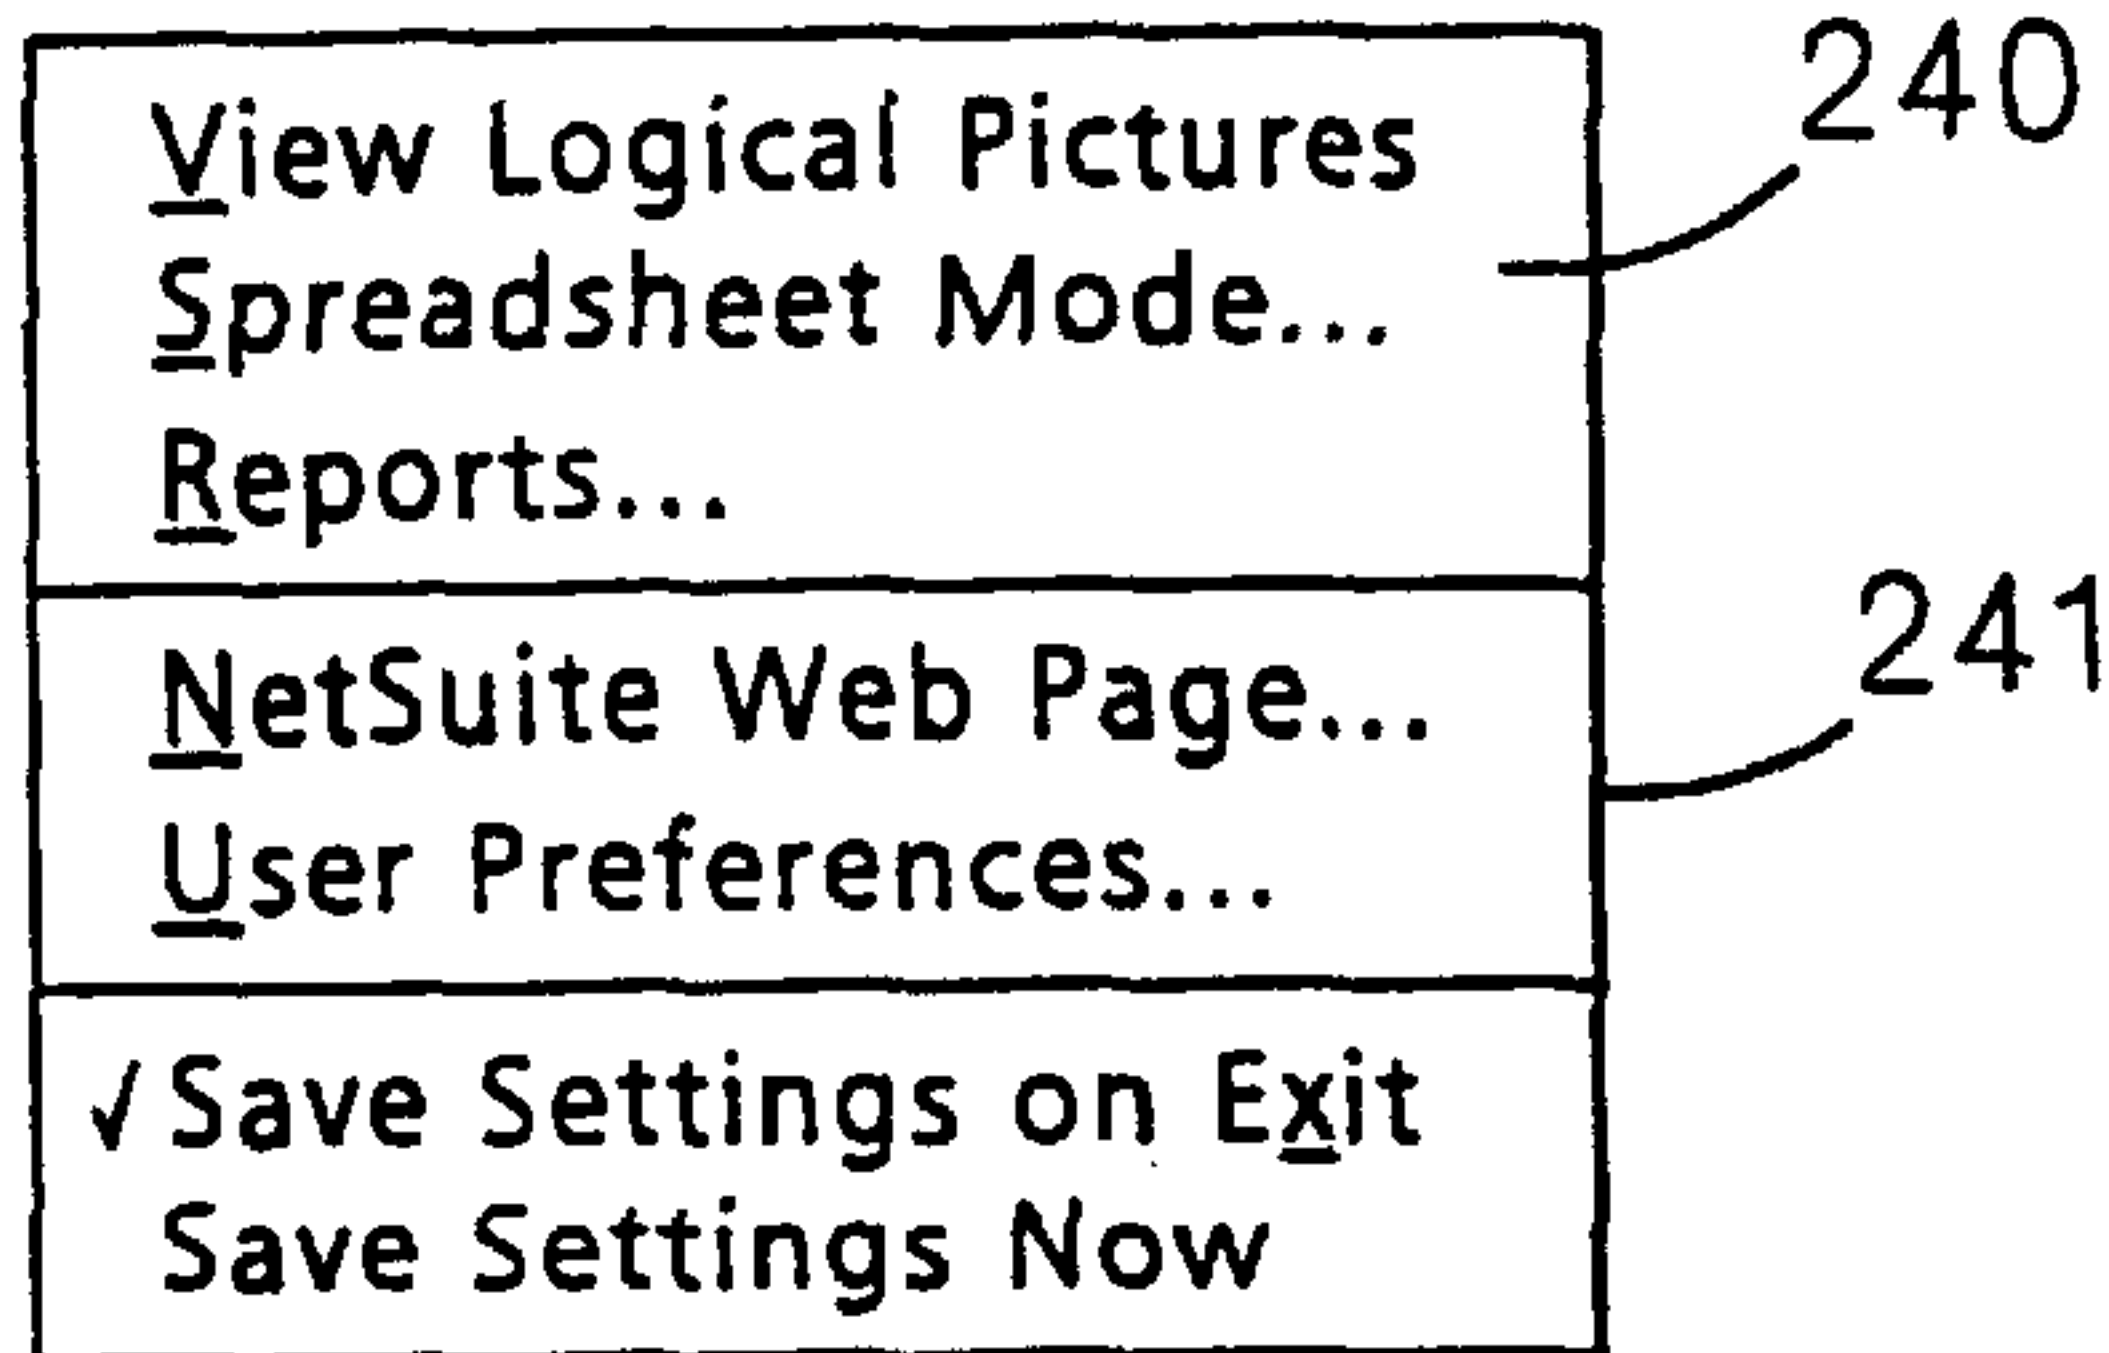 View Logical Pictures
240
Spreadsheet Mode...
Reports...
NetSuite Web Page...
241
User Preferences...
√ Save Settings on Exit
Save Settings Now